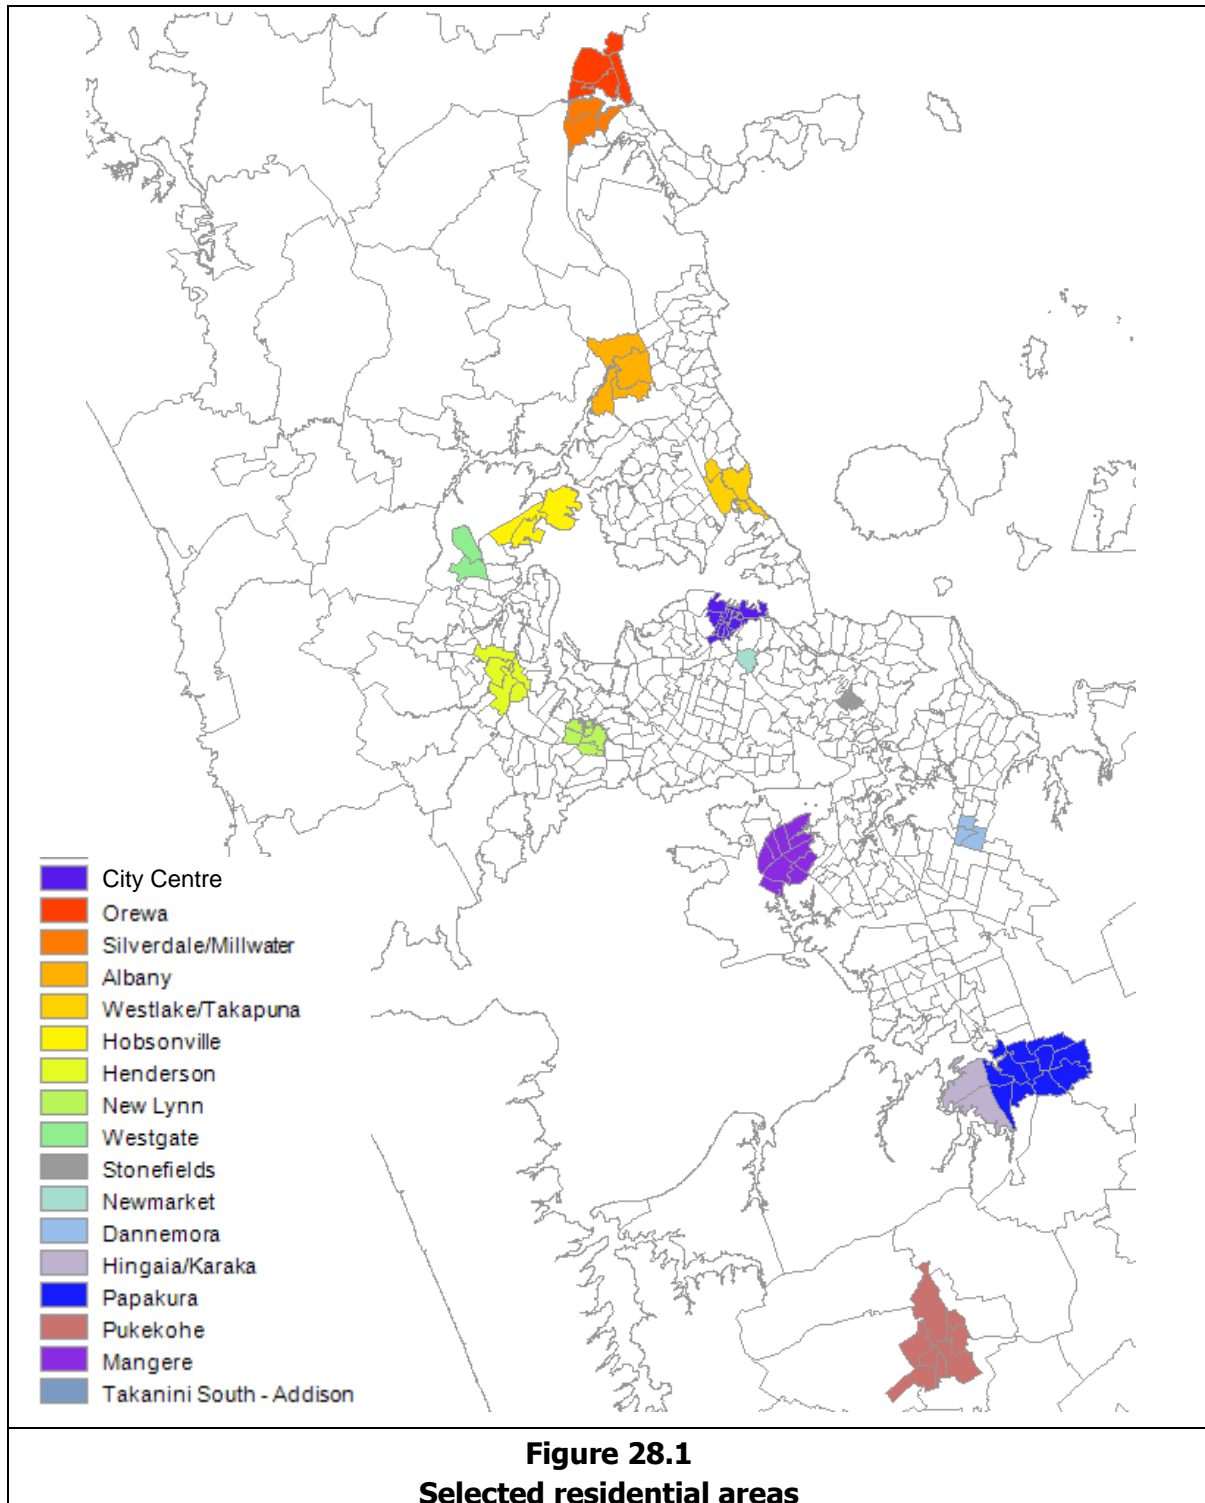 City Centre
Orewa
Silverdale/Millwater
Albany
Westlake/Takapuna
Hobsonville
Henderson
New Lynn
Westgate
Stonefields
Newmarket
Dannemora
Hingaia/Karaka
Papakura
Pukekohe
Mangere
Takanini South - Addison
Figure 28.1
Selected residential areas